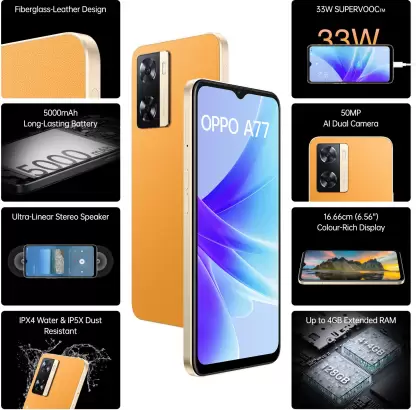 Fiberglass-Leather Design
33W SUPERVOOC™
33W
5000mAh
Long-Lasting Battery
5000
50MP
AI Dual Camera
OPPO A77
Ultra-Linear Stereo Speaker
16.66cm (6.56")
Colour-Rich Display
IPX4 Water & IP5X Dust
Resistant
Up to 4GB Extended RAM
4+4GB
128GB